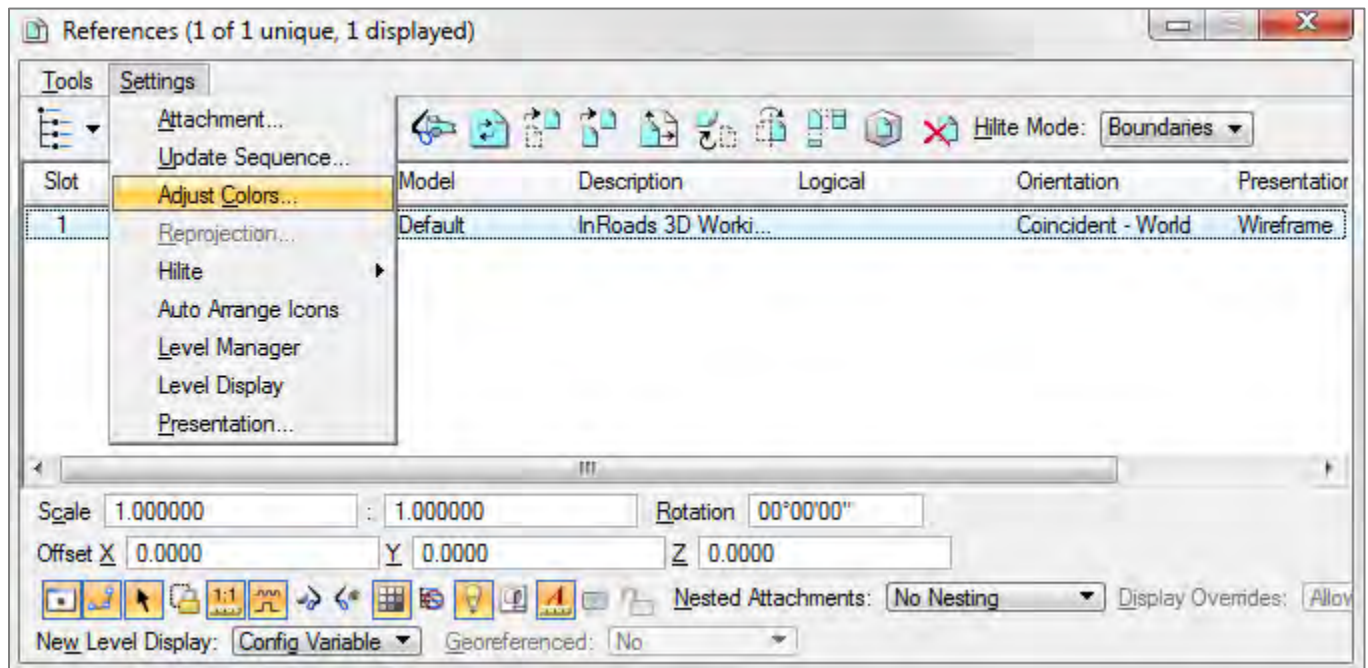 References (1 of 1 unique, 1 displayed)
Tools Settings
Attachment...
Update Sequence...
Adjust Colors...
Reprojection...
Hilite
Auto Arrange Icons
Level Manager
Level Display
Presentation...
Hilite Mode: Boundaries
Slot Model Description Logical Orientation Presentation
1 Default InRoads 3D Worki... Coincident - World Wireframe
Scale 1.000000 : 1.000000 Rotation 00°00'00"
Offset X 0.0000 Y 0.0000 Z 0.0000
1:1 Nested Attachments: No Nesting Display Overrides: Allow
New Level Display: Config Variable Georeferenced: No